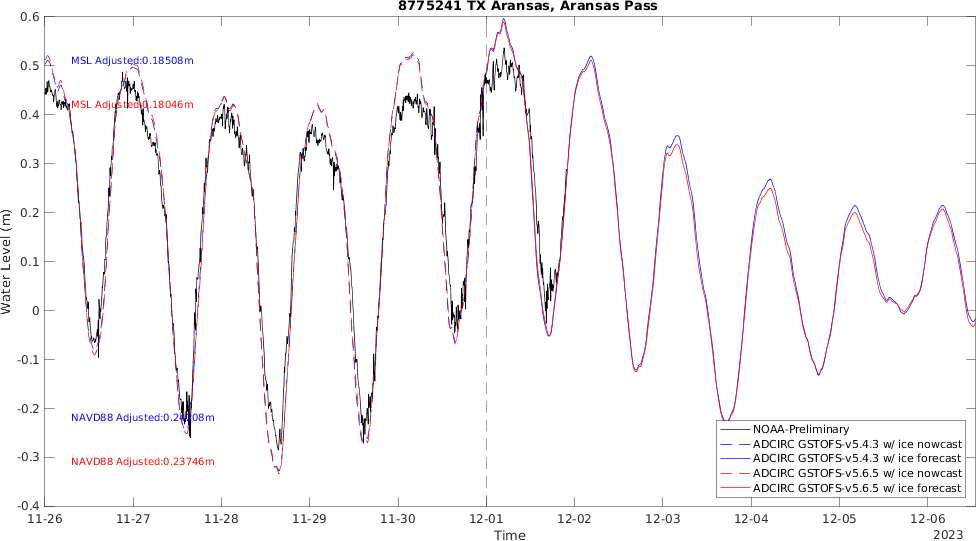 8775241 TX Aransas, Aransas Pass
0.6
0.5
0.4
0.3
0.2
0.1
0
-0.1
-0.2
-0.3
-0.4
Water Level (m)
MSL Adjusted:0.18508m
MSL Adjusted:0.18046m
NAVD88 Adjusted:
NAVD88 Adjusted:0.23746m
NOAA-Preliminary
ADCIRC GSTOFS-v5.4.3 w/ ice nowcast
ADCIRC GSTOFS-v5.4.3 w/ ice forecast
ADCIRC GSTOFS-v5.6.5 w/ ice nowcast
ADCIRC GSTOFS-v5.6.5 w/ ice forecast
11-26
11-27
11-28
11-29
11-30
12-01
12-02
12-03
12-04
12-05
12-06
Time
2023